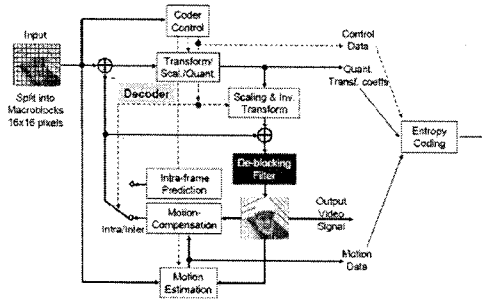 Input
Split into
Macroblocks
16x16 pixels
Coder
Control
Transform/
Scal./Quant.
Decoder
Scaling & Inv.
Transform
De-blocking
Filter
Intra-frame
Prediction
Motion-
Compensation
Intra/Inter
Motion
Estimation
Control
Data
Quant.
Transf. coeffs
Entropy
Coding
Output
Video
Signal
Motion
Data